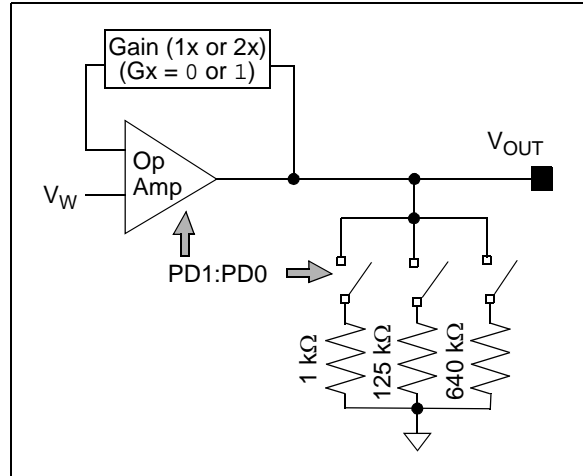 Gain (1x or 2x)
(Gx = 0 or 1)
Op
Amp
VW
VOUT
PD1:PD0
1 kΩ
125 kΩ
640 kΩ